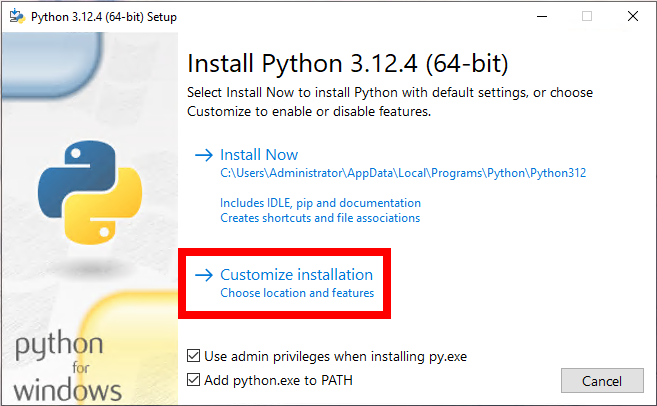 Python 3.12.4 (64-bit) Setup
Install Python 3.12.4 (64-bit)
Select Install Now to install Python with default settings, or choose
Customize to enable or disable features.
Install Now
C:\Users\Administrator\AppData\Local\Programs\Python\Python312
Includes IDLE, pip and documentation
Creates shortcuts and file associations
Customize installation
Choose location and features
python
for
windows
Use admin privileges when installing py.exe
Add python.exe to PATH
Cancel